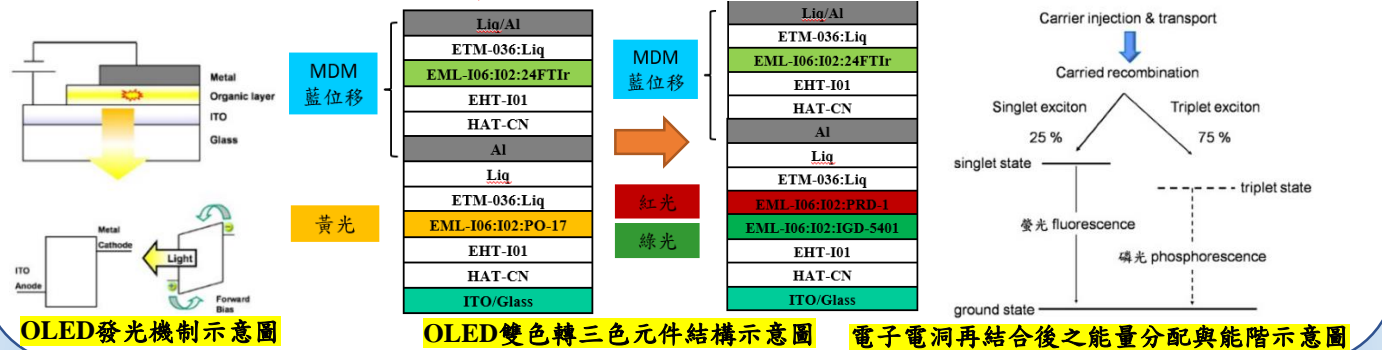 Metal
Organic layer
ITO
Glass
Metal
Cathode
Light
ITO
Anode
Forward
Bias
OLED發光機制示意圖
MDM
藍位移
黃光
Liq/Al
ETM-036:Liq
EML-I06:I02:24FTIr
EHT-I01
HAT-CN
Al
Liq
ETM-036:Liq
EML-I06:I02:PO-17
EHT-I01
HAT-CN
ITO/Glass
MDM
藍位移
紅光
綠光
Liq/Al
ETM-036:Liq
EML-I06:I02:24FTIr
EHT-I01
HAT-CN
Al
Liq
ETM-036:Liq
EML-I06:I02:PRD-1
EML-I06:I02:IGD-5401
EHT-I01
HAT-CN
ITO/Glass
OLED雙色轉三色元件結構示意圖
Carrier injection & transport
Carried recombination
Singlet exciton
Triplet exciton
25 %
75 %
singlet state
triplet state
螢光 fluorescence
磷光 phosphorescence
ground state
電子電洞再結合後之能量分配與能階示意圖